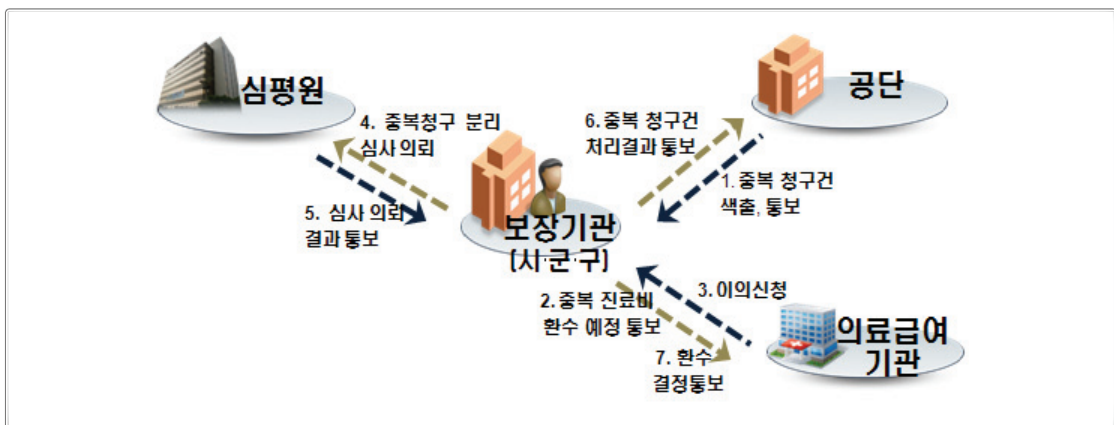 심평원
공단
4. 중복청구 분리
심사 의뢰
6. 중복 청구건
처리결과 통보
1. 중복 청구건
색출, 통보
5. 심사 의뢰
결과 통보
보장기관
(시·군·구)
3. 이의신청
2. 중복 진료비
환수 예정 통보
의료급여
기관
7. 환수
결정통보